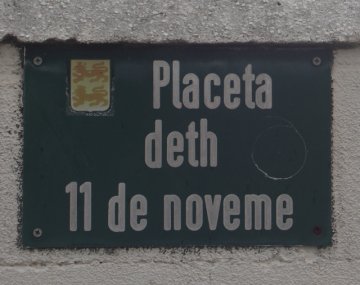 Placeta
deth
11 de noveme